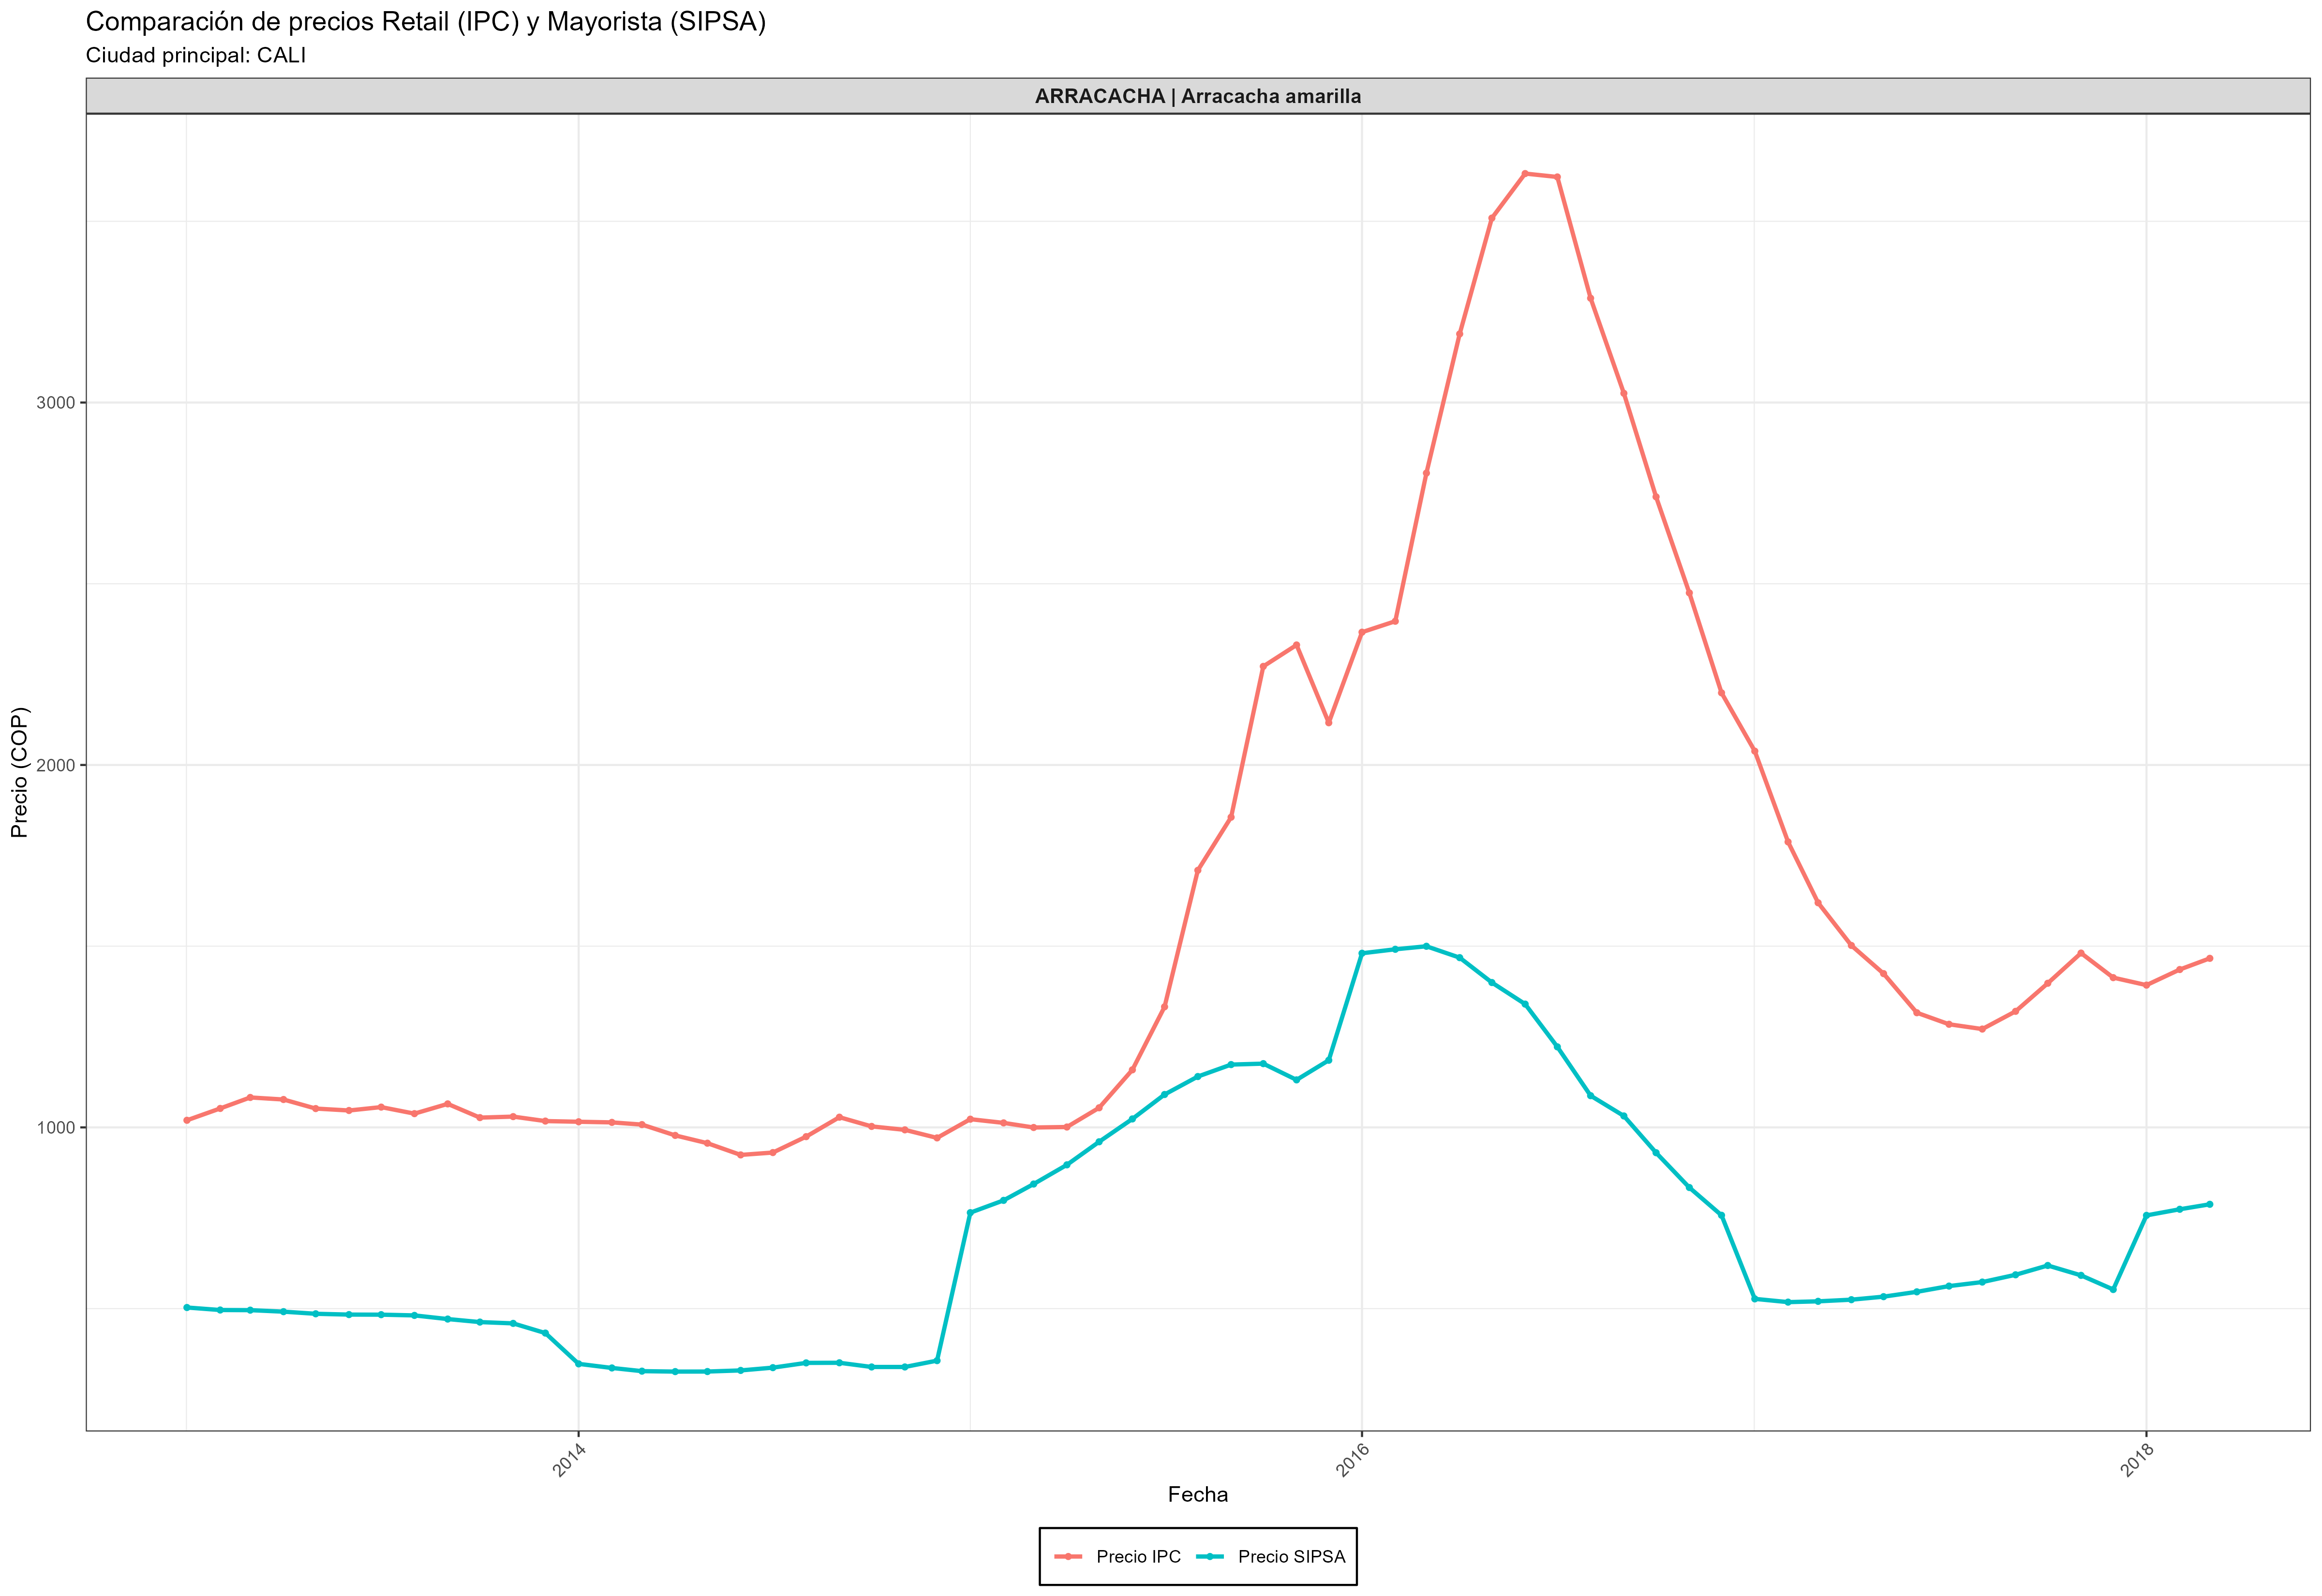 Comparación de precios Retail (IPC) y Mayorista (SIPSA)
Ciudad principal: CALI
ARRACACHA | Arracacha amarilla
Precio (COP)
3000
2000
1000
2014
2016
2018
Fecha
Precio IPC
Precio SIPSA